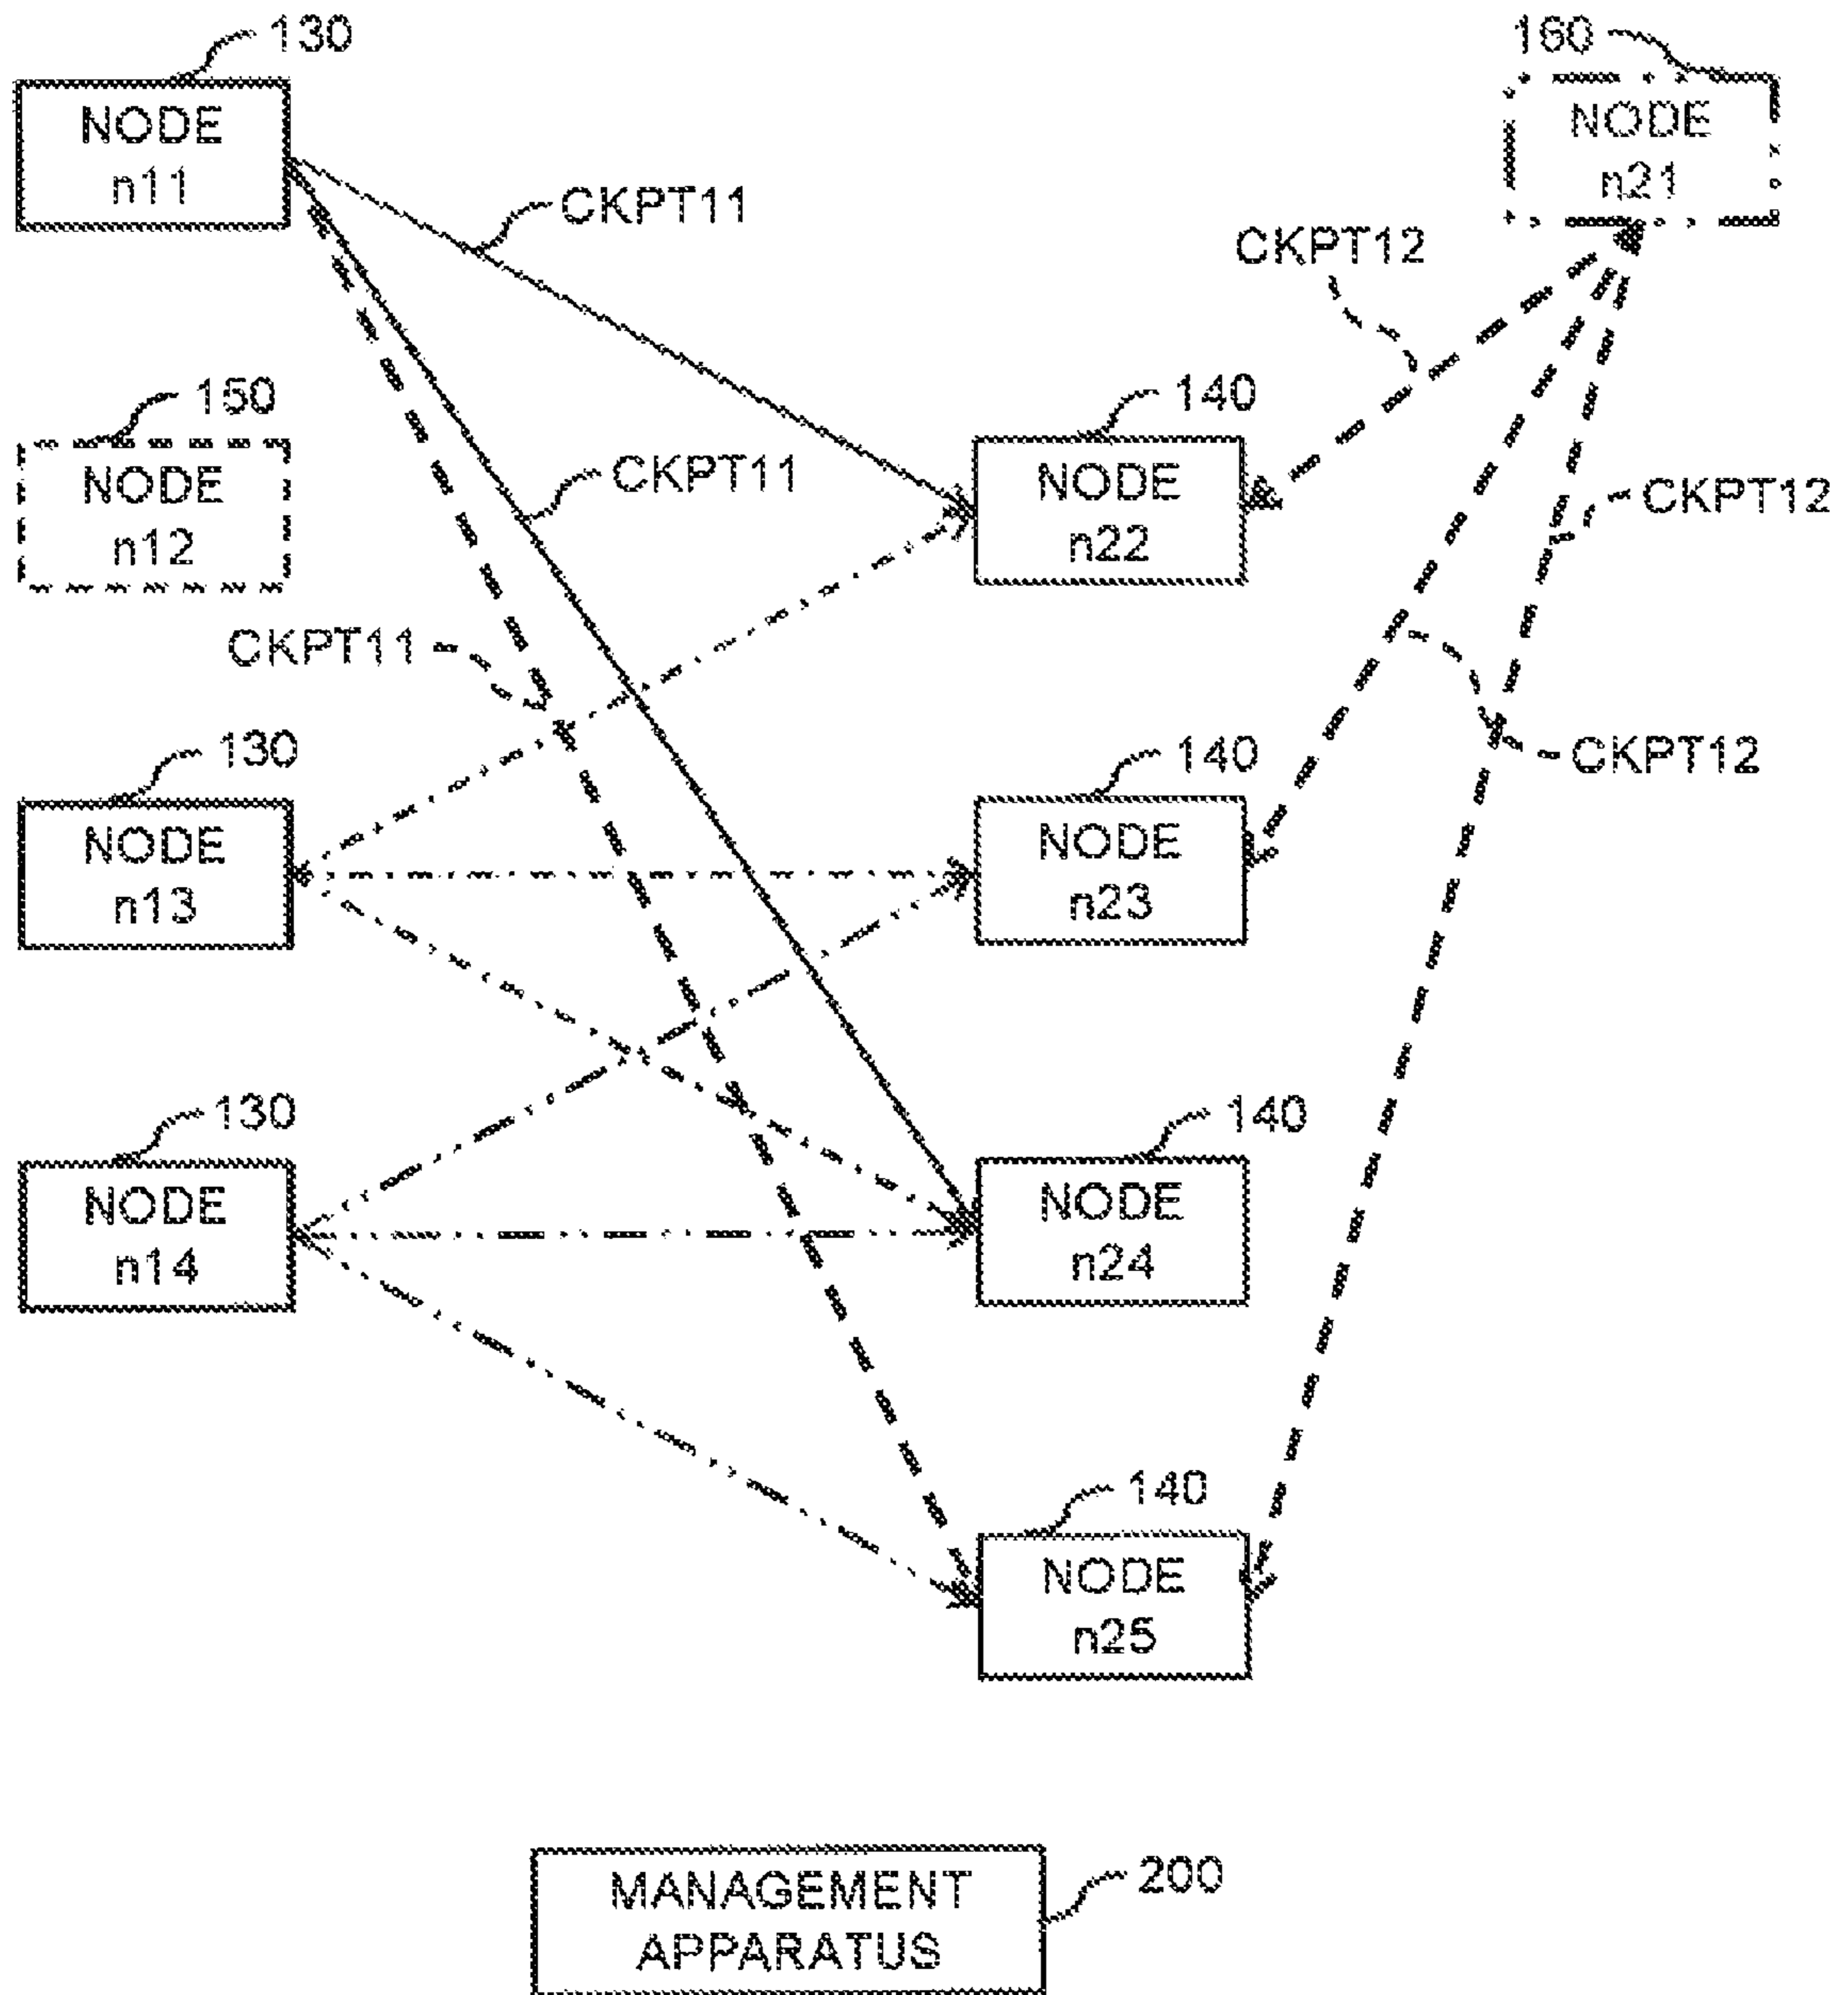 130
160
NODE
n11
NODE
n21
CKPT11
CKPT12
150
140
NODE
n12
CKPT11
NODE
n22
CKPT12
CKPT11
130
140
CKPT12
NODE
n13
NODE
n23
130
140
NODE
n14
NODE
n24
140
NODE
n25
MANAGEMENT
APPARATUS
200